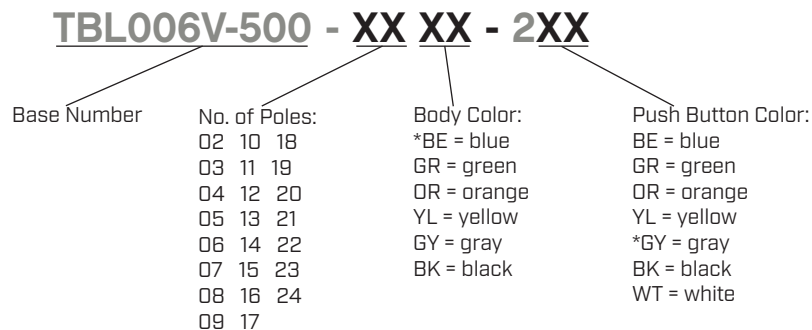 TBL006V-500 - XX XX - 2XX
Base Number
No. of Poles:
02 10 18
03 11 19
04 12 20
05 13 21
06 14 22
07 15 23
08 16 24
09 17
Body Color:
*BE = blue
GR = green
OR = orange
YL = yellow
GY = gray
BK = black
Push Button Color:
BE = blue
GR = green
OR = orange
YL = yellow
*GY = gray
BK = black
WT = white